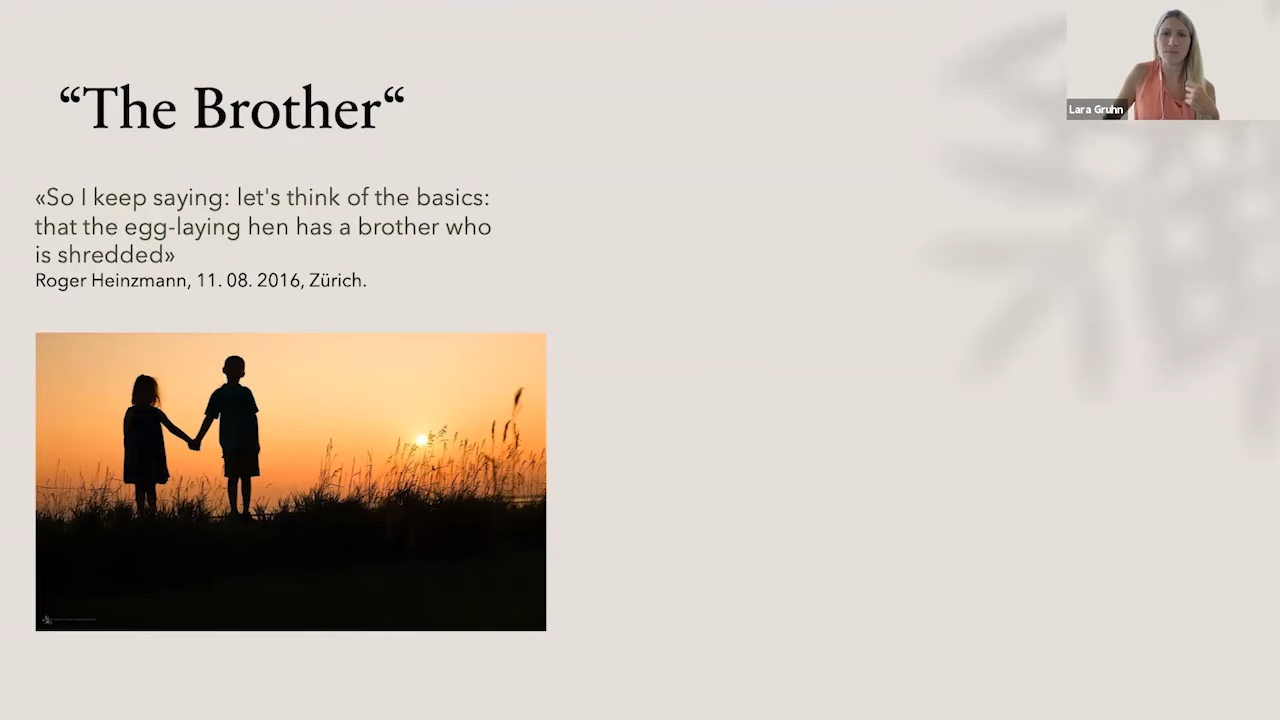 “The Brother“
«So I keep saying: let's think of the basics:
that the egg-laying hen has a brother who
is shredded»
Roger Heinzmann, 11. 08. 2016, Zürich.
Lara Gruhn